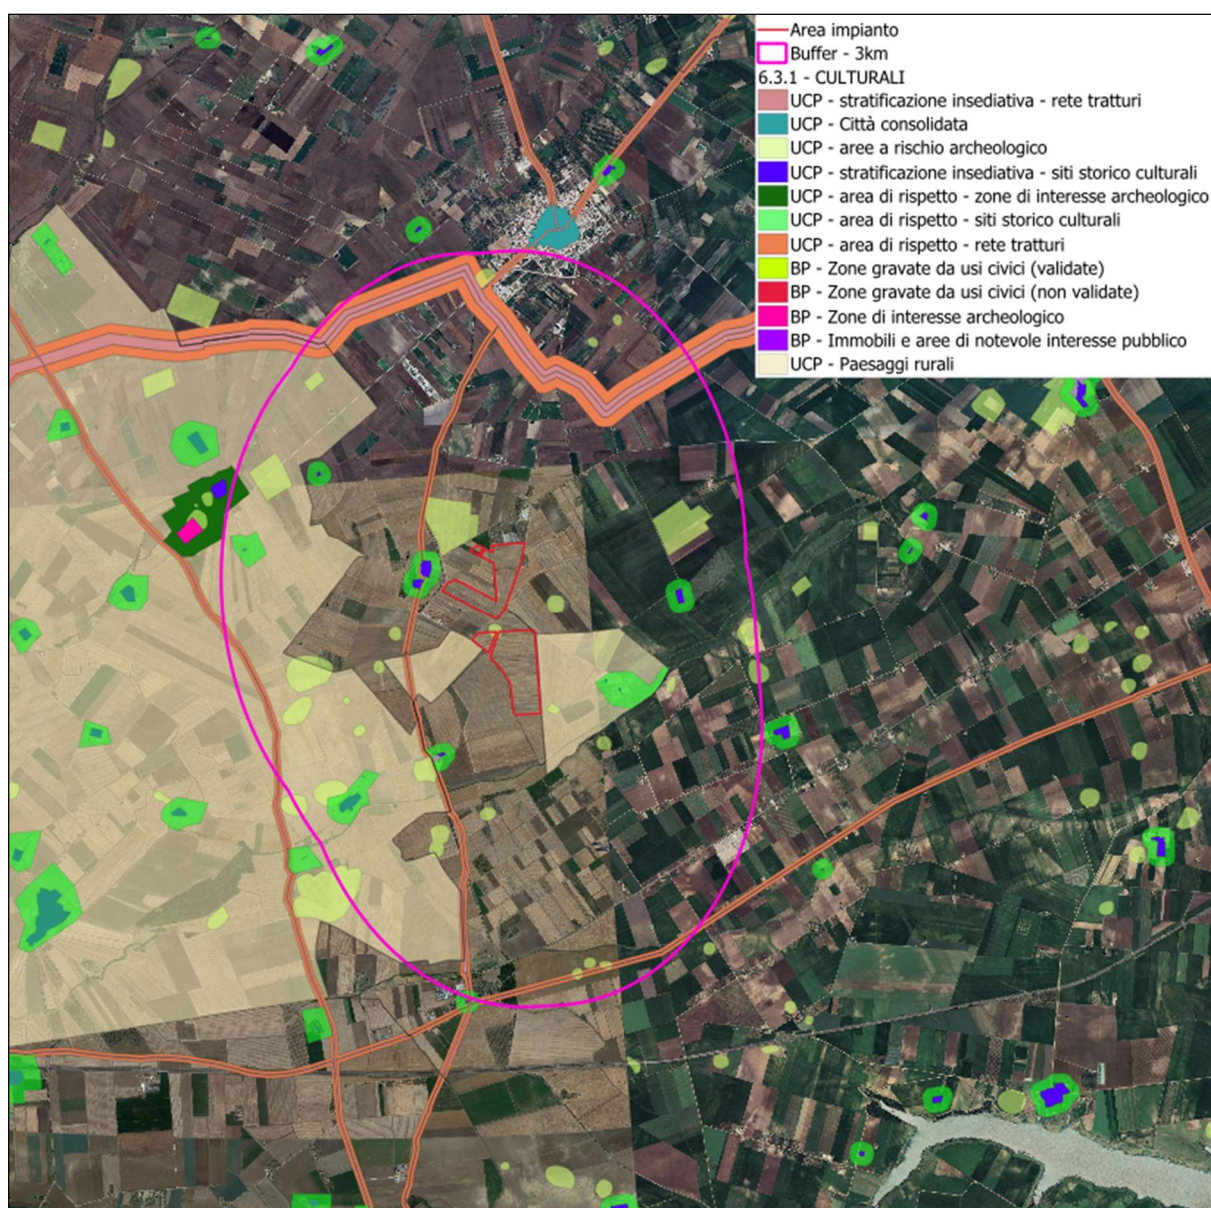 Area impianto
Buffer - 3km
6.3.1 - CULTURALI
UCP - stratificazione insediativa - rete tratturi
UCP - Città consolidata
UCP - aree a rischio archeologico
UCP - stratificazione insediativa - siti storico culturali
UCP - area di rispetto - zone di interesse archeologico
UCP - area di rispetto - siti storico culturali
UCP - area di rispetto - rete tratturi
BP - Zone gravate da usi civici (validate)
BP - Zone gravate da usi civici (non validate)
BP - Zone di interesse archeologico
BP - Immobili e aree di notevole interesse pubblico
UCP - Paesaggi rurali